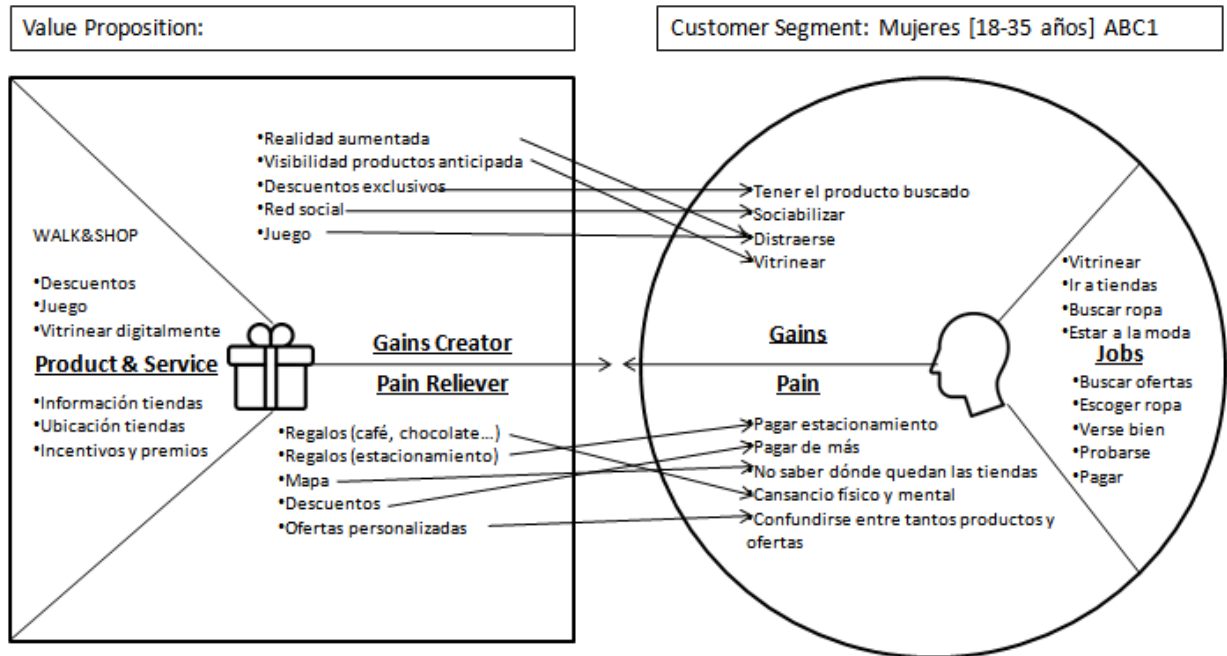 Value Proposition:
Customer Segment: Mujeres [18-35 años] ABC1
•Realidad aumentada
•Visibilidad productos anticipada
•Descuentos exclusivos
•Red social
•Juego
WALK&SHOP
•Descuentos
•Juego
•Vitrinear digitalmente
Product & Service
•Información tiendas
•Ubicación tiendas
•Incentivos y premios
Gains Creator
Pain Reliever
•Regalos (café, chocolate...)
•Regalos (estacionamiento)
•Mapa
•Descuentos
•Ofertas personalizadas
•Tener el producto buscado
•Sociabilizar
•Distraerse
•Vitrinear
Gains
Pain
•Pagar estacionamiento
•Pagar de más
•No saber dónde quedan las tiendas
•Cansancio físico y mental
•Confundirse entre tantos productos y
ofertas
•Vitrinear
•Ir a tiendas
•Buscar ropa
•Estar a la moda
Jobs
•Buscar ofertas
•Escoger ropa
•Verse bien
•Probarse
•Pagar